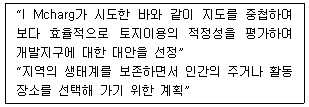 “I Mcharg가 시도한 바와 같이 지도를 중첩하여
보다 효율적으로 토지이용의 적정성을 평가하여
개발지구에 대한 대안을 선정”
“지역의 생태계를 보존하면서 인간의 주거나 활동
장소를 선택해 가기 위한 계획”